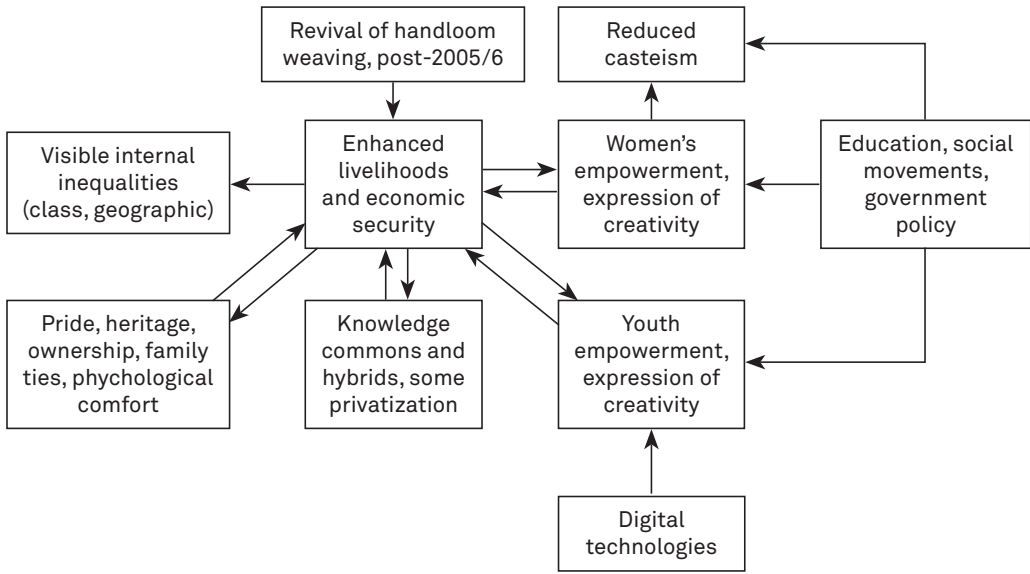 Revival of handloom
weaving, post-2005/6
Reduced
casteism
Visible internal
inequalities
(class, geographic)
Enhanced
livelihoods
and economic
security
Women's
empowerment,
expression of
creativity
Education, social
movements,
government
policy
Pride, heritage,
ownership, family
ties, phychological
comfort
Knowledge
commons and
hybrids, some
privatization
Youth
empowerment,
expression of
creativity
Digital
technologies